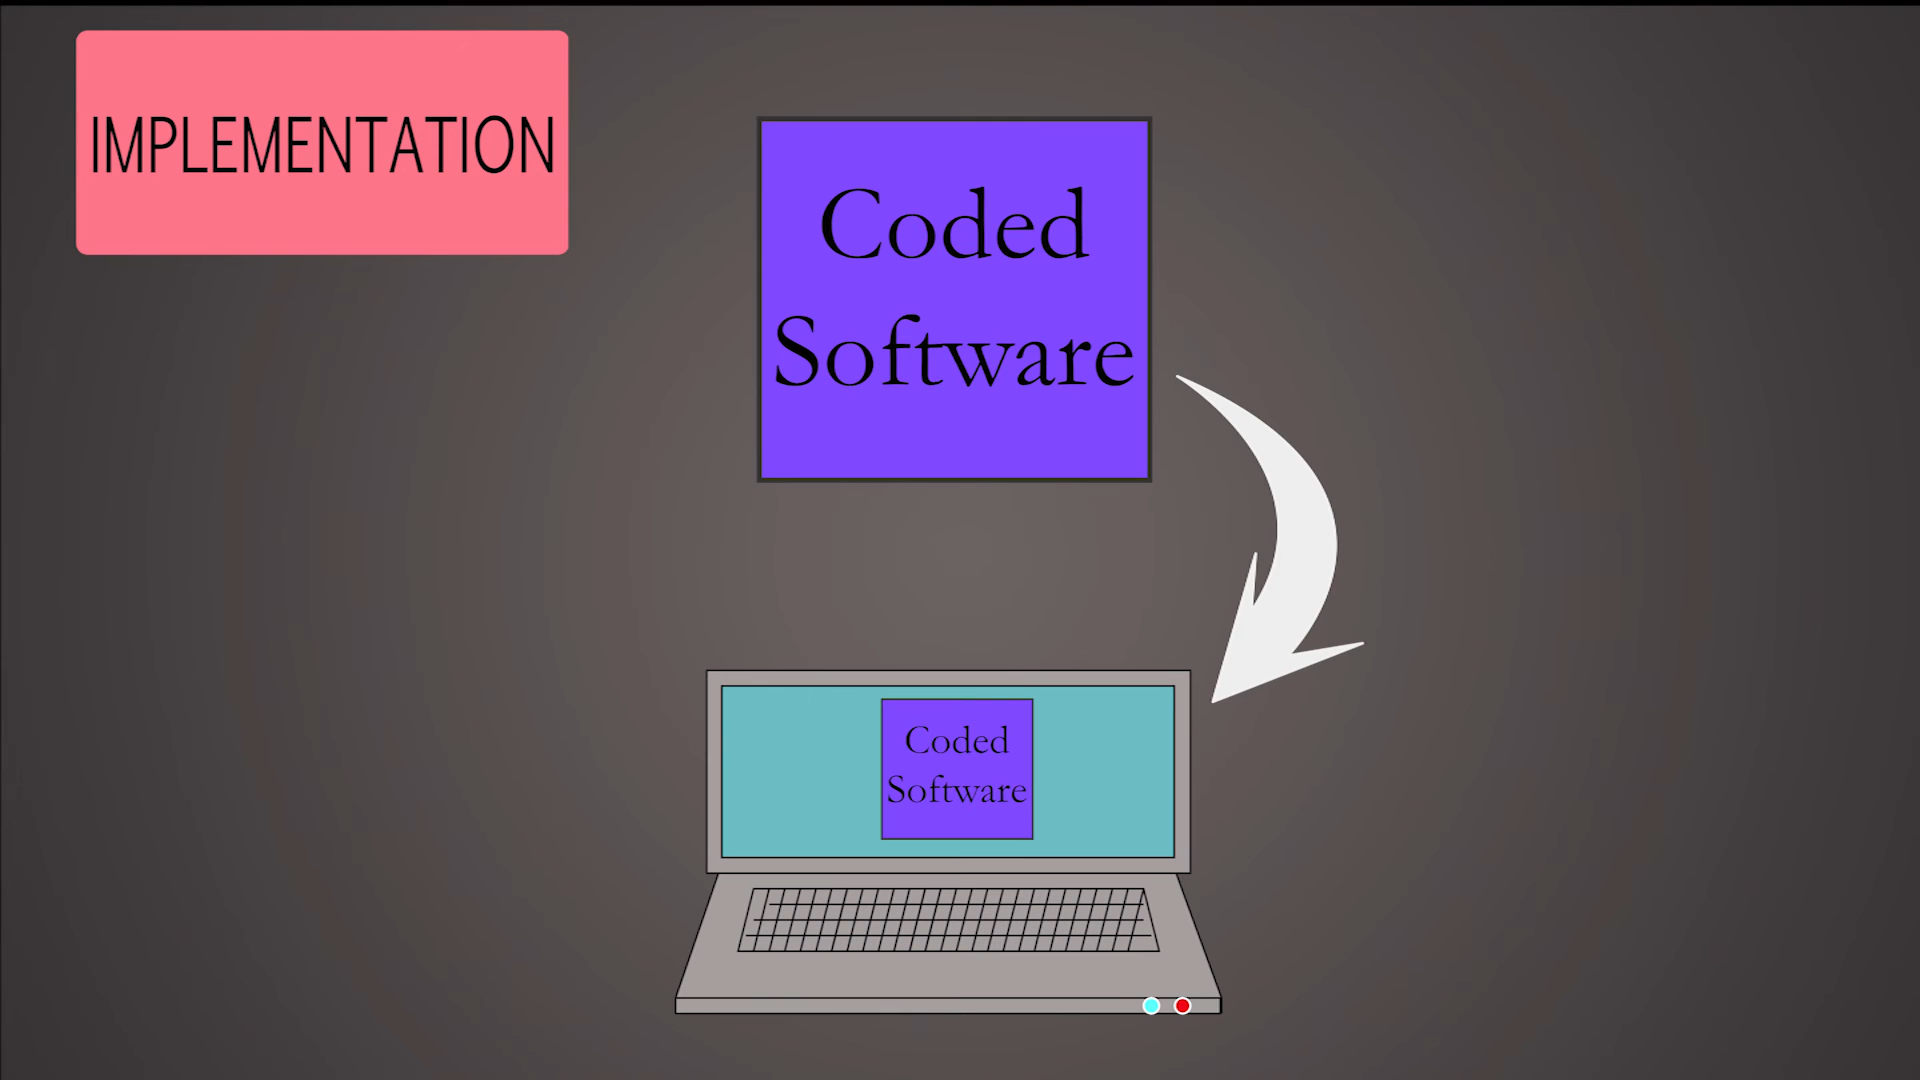 IMPLEMENTATION
Coded
Software
Coded
Software